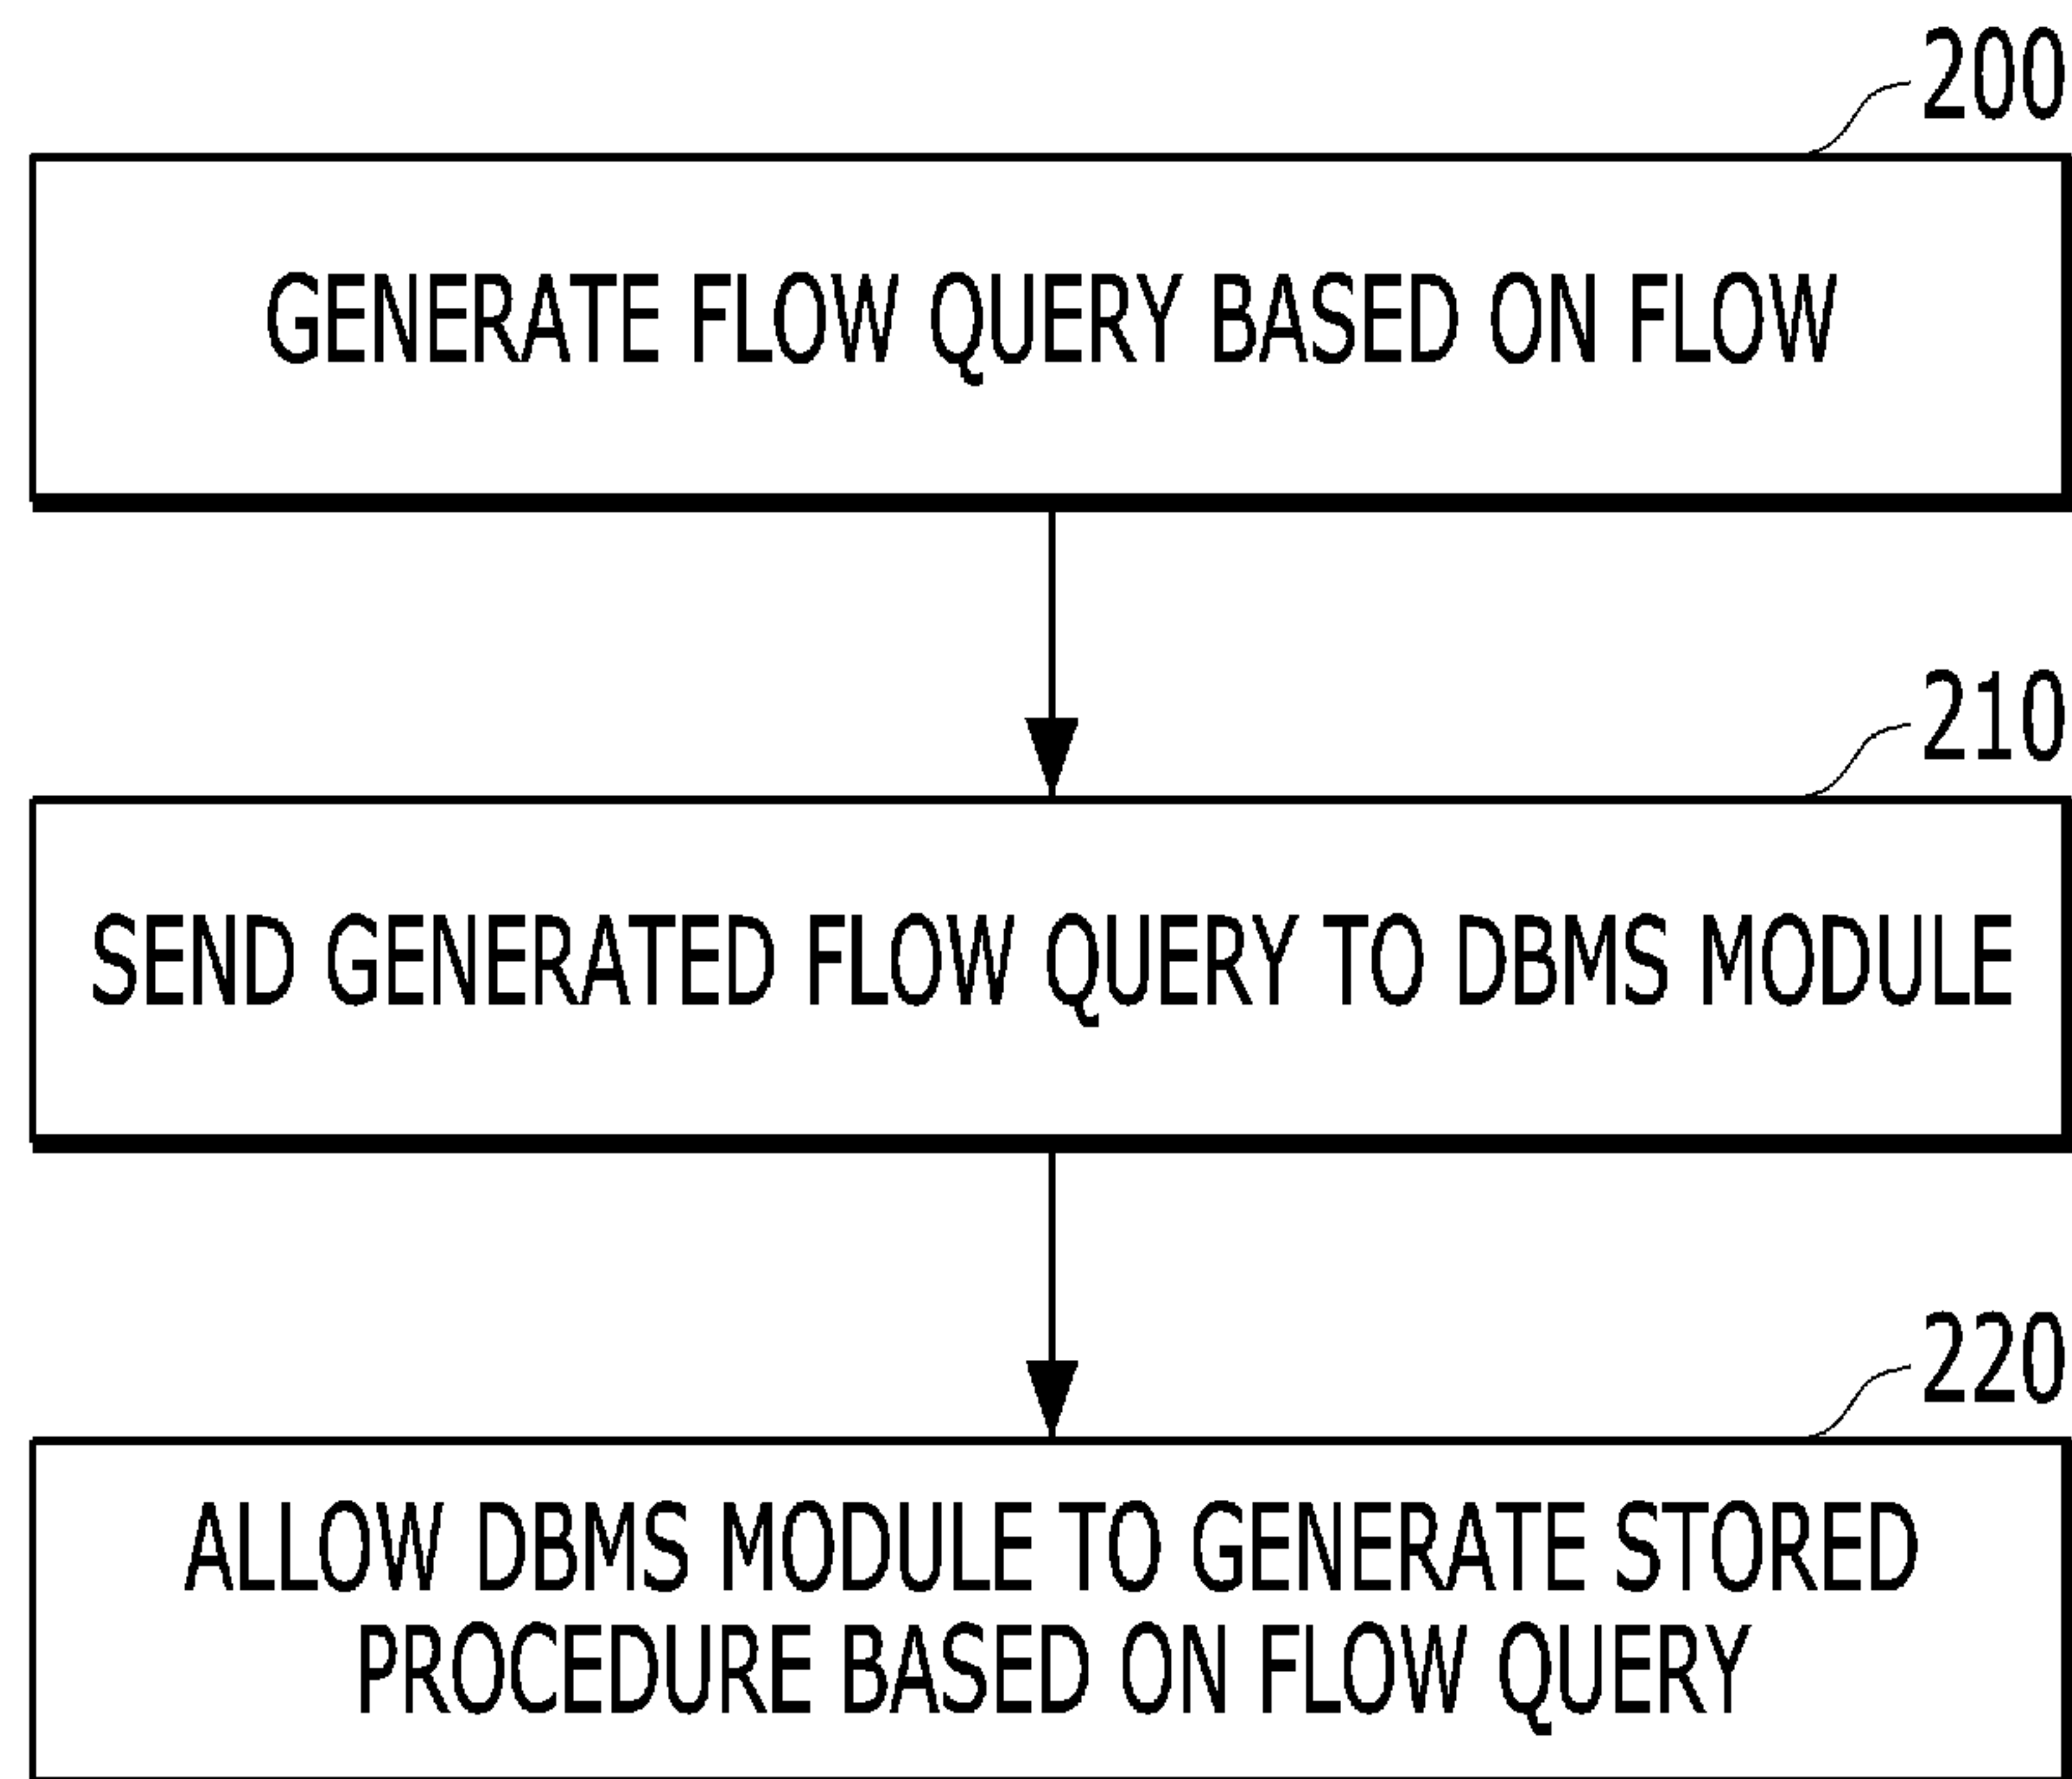 200
GENERATE FLOW QUERY BASED ON FLOW
210
SEND GENERATED FLOW QUERY TO DBMS MODULE
220
ALLOW DBMS MODULE TO GENERATE STORED
PROCEDURE BASED ON FLOW QUERY